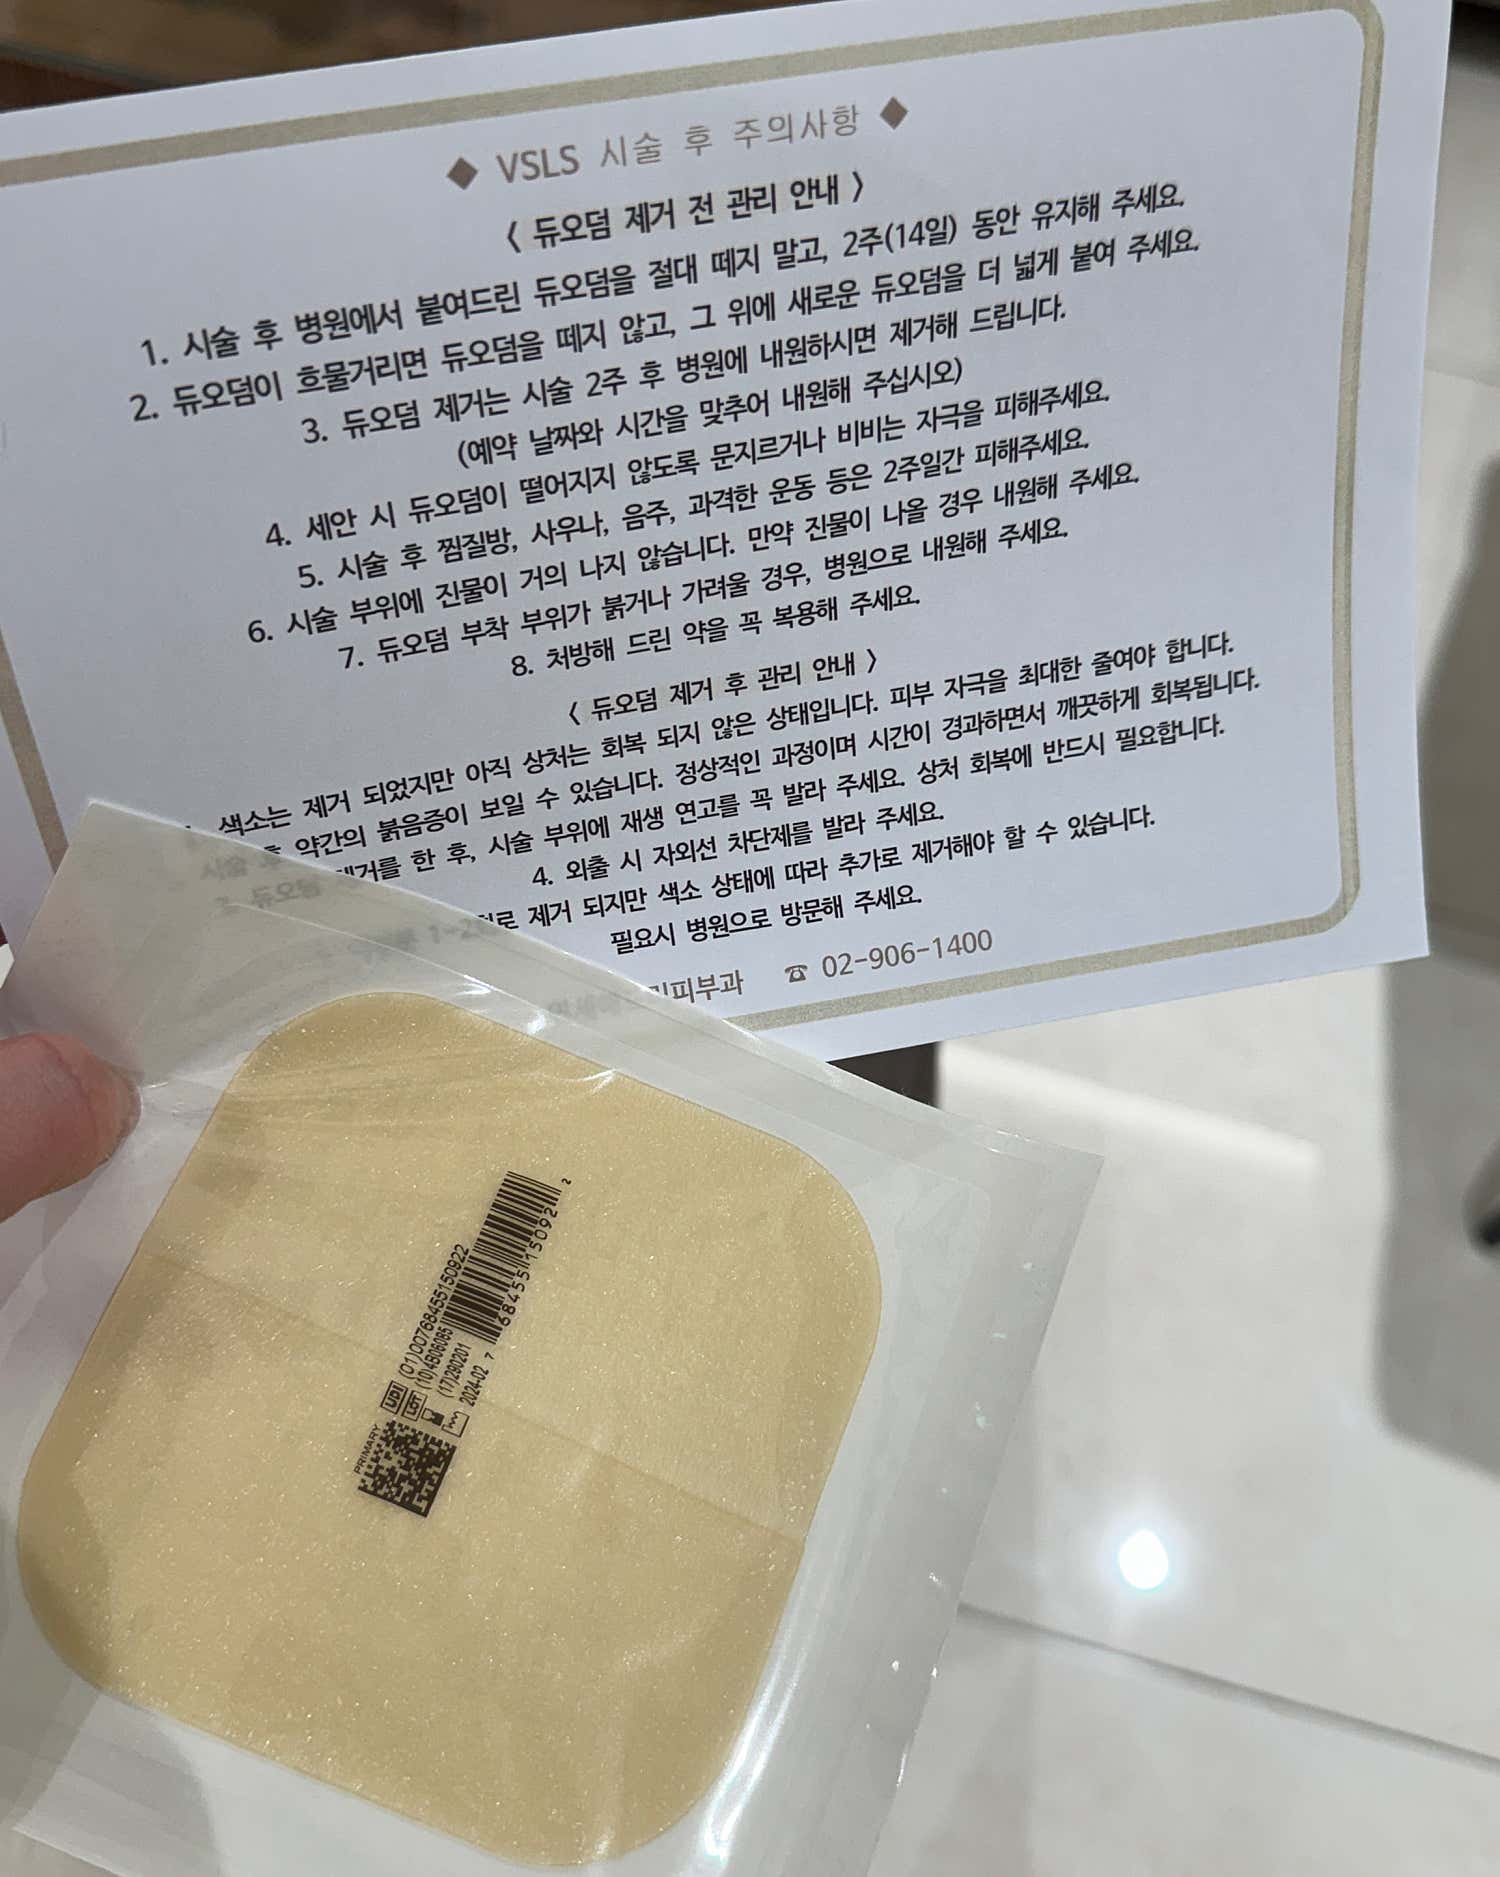 ◆ VSLS 시술 후 주의사항 ◆
< 듀오덤 제거 전 관리 안내 >
1. 시술 후 병원에서 붙여드린 듀오덤을 절대 떼지 말고, 2주(14일) 동안 유지해 주세요.
2. 듀오덤이 흐물거리면 듀오덤을 떼지 않고, 그 위에 새로운 듀오덤을 더 넓게 붙여 주세요.
3. 듀오덤 제거는 시술 2주 후 병원에 내원하시면 제거해 드립니다.
(예약 날짜와 시간을 맞추어 내원해 주십시오)
4. 세안 시 듀오덤이 떨어지지 않도록 문지르거나 비비는 자극을 피해주세요.
5. 시술 후 찜질방, 사우나, 음주, 과격한 운동 등은 2주일간 피해주세요.
6. 시술 부위에 진물이 거의 나지 않습니다. 만약 진물이 나올 경우 내원해 주세요.
7. 듀오덤 부착 부위가 붉거나 가려울 경우, 병원으로 내원해 주세요.
8. 처방해 드린 약을 꼭 복용해 주세요.
< 듀오덤 제거 후 관리 안내 >
색소는 제거 되었지만 아직 상처는 회복 되지 않은 상태입니다. 피부 자극을 최대한 줄여야 합니다.
시술 후 약간의 붉음증이 보일 수 있습니다. 정상적인 과정이며 시간이 경과하면서 깨끗하게 회복됩니다.
듀오덤 제거를 한 후, 시술 부위에 재생 연고를 꼭 발라 주세요. 상처 회복에 반드시 필요합니다.
4. 외출 시 자외선 차단제를 발라 주세요.
1~2회로 제거 되지만 색소 상태에 따라 추가로 제거해야 할 수 있습니다.
필요시 병원으로 방문해 주세요.
피부과 ☎ 02-906-1400
PRIMARY
UDI (01)00768455150922
LOT (10)4B06085
(17)290201
2024-02
7 68455 15092 2